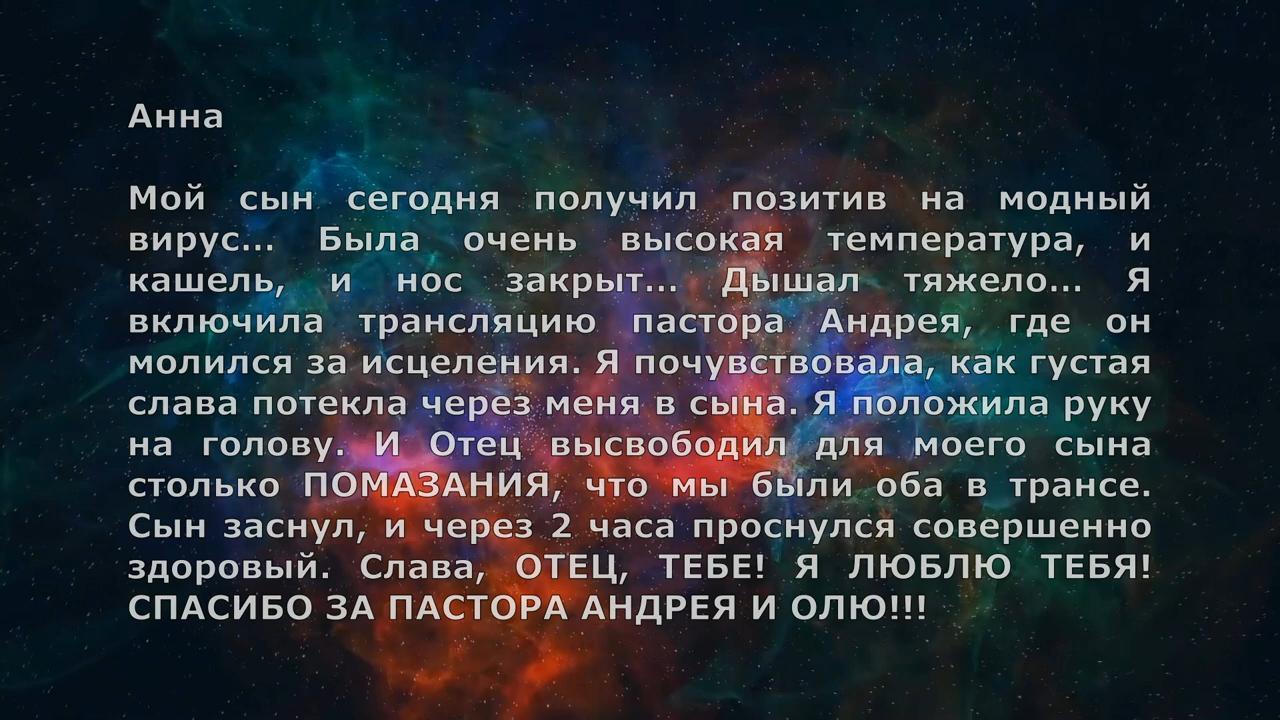 Анна
Мой сын сегодня получил позитив на модный
вирус... Была очень высокая температура, и
кашель, и нос закрыт... Дышал тяжело... Я
включила трансляцию пастора Андрея, где он
молился за исцеления. Я почувствовала, как густая
слава потекла через меня в сына. Я положила руку
на голову. И Отец высвободил для моего сына
столько ПОМАЗАНИЯ, что мы были оба в трансе.
Сын заснул, и через 2 часа проснулся совершенно
здоровый. Слава, ОТЕЦ, ТЕБЕ! Я ЛЮБЛЮ ТЕБЯ!
СПАСИБО ЗА ПАСТОРА АНДРЕЯ И ОЛЮ!!!